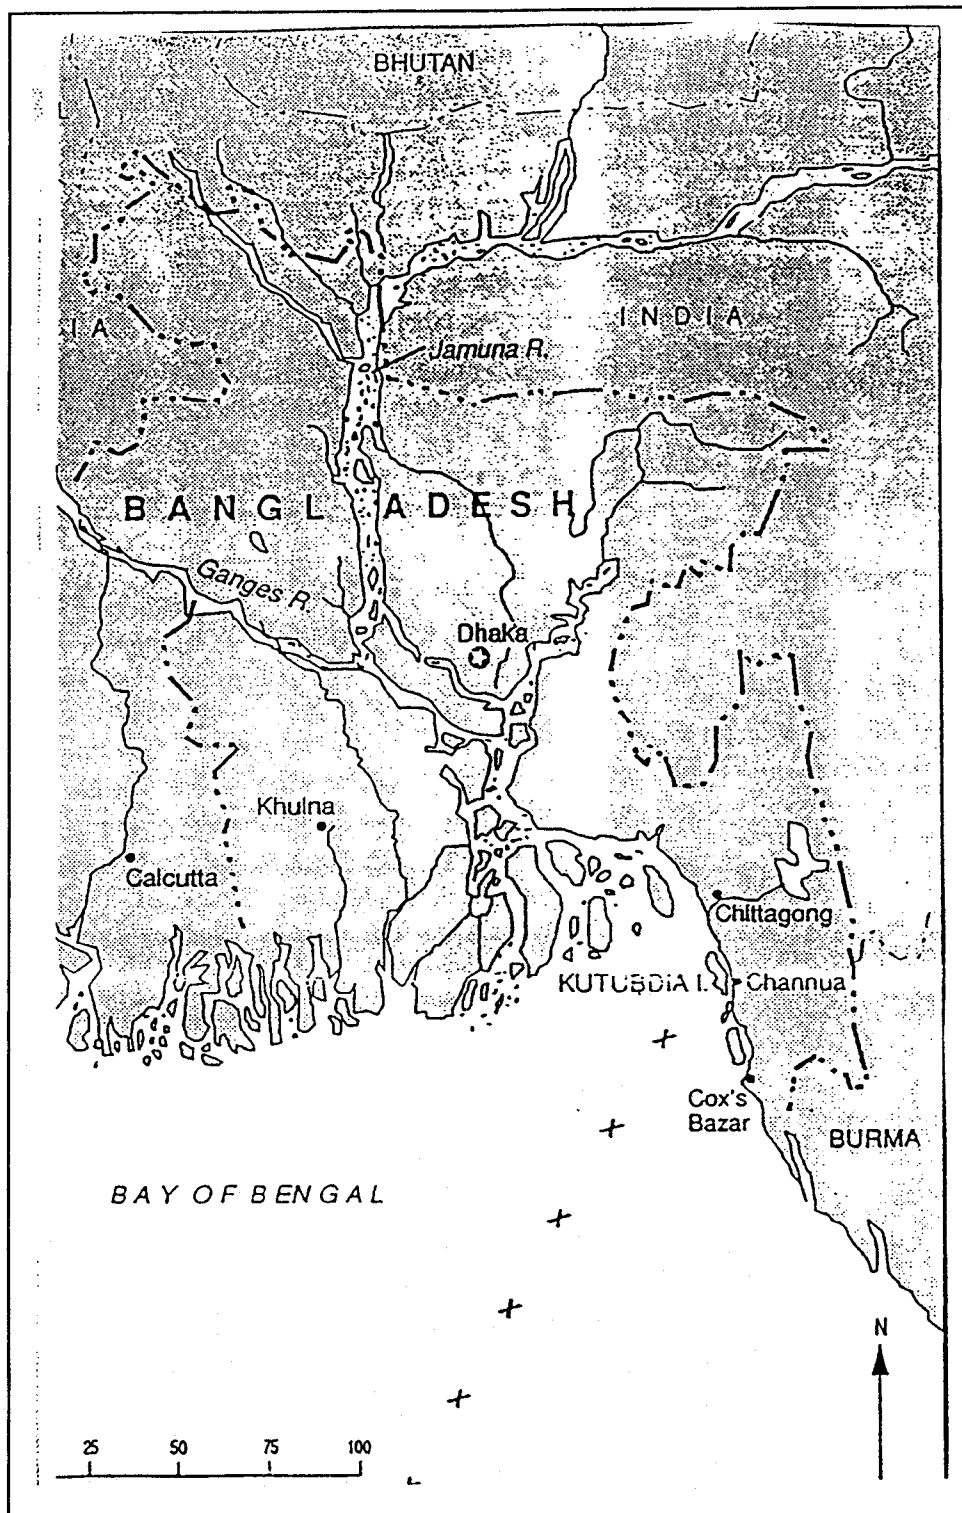 BHUTAN
IA
INDIA
Jamuna R.
BANGLADESH
Ganges R.
Dhaka
Khulna
Calcutta
Chittagong
KUTUBDIA I.
Channua
Cox's
Bazar
BURMA
BAY OF BENGAL
N
25 50 75 100